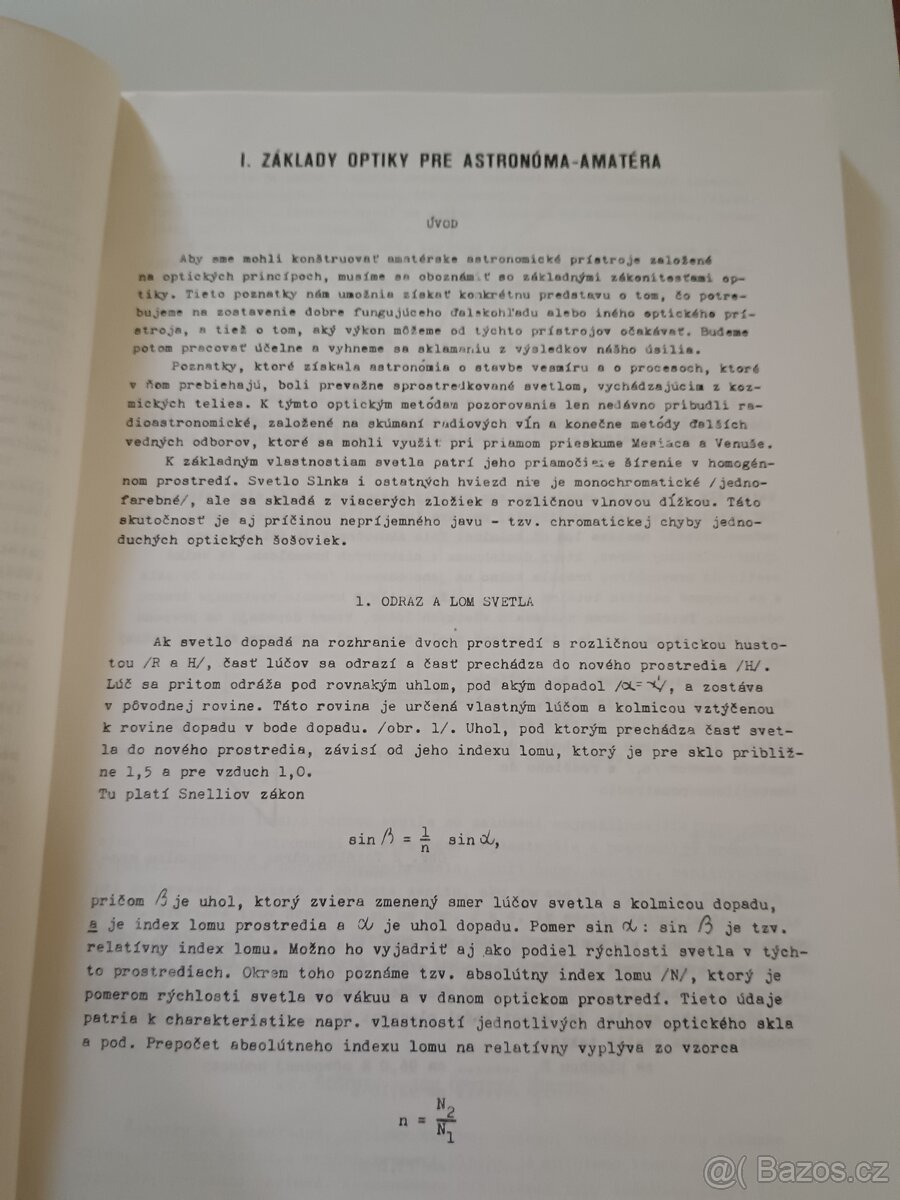 I. ZÁKLADY OPTIKY PRE ASTRONÓMA-AMATÉRA
ÚVOD
Aby sme mohli konštruovať amatérske astronomické prístroje založené
na optických princípoch, musíme sa oboznámiť so základnými zákonitosťami op-
tiky. Tieto poznatky nám umožnia získať konkrétnu predstavu o tom, čo potre-
bujeme na zostavenie dobre fungujúceho ďalekohľadu alebo iného optického prí-
stroja, a tiež o tom, aký výkon môžeme od týchto prístrojov očakávať. Budeme
potom pracovať účelne a vyhneme sa sklamaniu z výsledkov nášho úsilia.
Poznatky, ktoré získala astronómia o stavbe vesmíru a o procesoch, ktoré
v ňom prebiehajú, boli prevažne sprostredkované svetlom, vychádzajúcim z koz-
mických telies. K týmto optickým metódam pozorovania len nedávno pribudli ra-
dioastronomické, založené na skúmaní radiových vĺn a konečne metódy ďalších
vedných odborov, ktoré sa mohli využiť pri priamom prieskume Mesiaca a Venuše.
K základným vlastnostiam svetla patrí jeho priamočiare šírenie v homogén-
nom prostredí. Svetlo Slnka i ostatných hviezd nie je monochromatické /jedno-
farebné/, ale sa skladá z viacerých zložiek s rozličnou vlnovou dĺžkou. Táto
skutočnosť je aj príčinou nepríjemného javu - tzv. chromatickej chyby jedno-
duchých optických šošoviek.
1. ODRAZ A LOM SVETLA
Ak svetlo dopadá na rozhranie dvoch prostredí s rozličnou optickou husto-
tou /R a H/, časť lúčov sa odrazí a časť prechádza do nového prostredia /H/.
Lúč sa pritom odráža pod rovnakým uhlom, pod akým dopadol /α=α'/, a zostáva
v pôvodnej rovine. Táto rovina je určená vlastným lúčom a kolmicou vztýčenou
k rovine dopadu v bode dopadu. /obr. 1/. Uhol, pod ktorým prechádza časť svet-
la do nového prostredia, závisí od jeho indexu lomu, ktorý je pre sklo približ-
ne 1,5 a pre vzduch 1,0.
Tu platí Snelliov zákon
sin β = 1/n sin α,
pričom β je uhol, ktorý zviera zmenený smer lúčov svetla s kolmicou dopadu,
a je index lomu prostredia a α je uhol dopadu. Pomer sin α : sin β je tzv.
relatívny index lomu. Možno ho vyjadriť aj ako podiel rýchlosti svetla v tých-
to prostrediach. Okrem toho poznáme tzv. absolútny index lomu /N/, ktorý je
pomerom rýchlosti svetla vo vákuu a v danom optickom prostredí. Tieto údaje
patria k charakteristike napr. vlastností jednotlivých druhov optického skla
a pod. Prepočet absolútneho indexu lomu na relatívny vyplýva zo vzorca
n = N2/N1
@( Bazos.cz